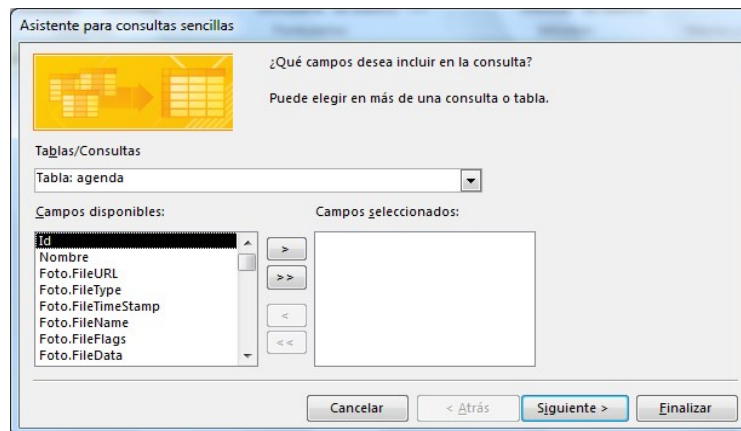 Asistente para consultas sencillas
¿Qué campos desea incluir en la consulta?
Puede elegir en más de una consulta o tabla.
Tablas/Consultas
Tabla: agenda
Campos disponibles:
Campos seleccionados:
Id
Nombre
Foto.FileURL
Foto.FileType
Foto.FileTimeStamp
Foto.FileName
Foto.FileFlags
Foto.FileData
>
>>
<
<<
Cancelar
< Atrás
Siguiente >
Finalizar